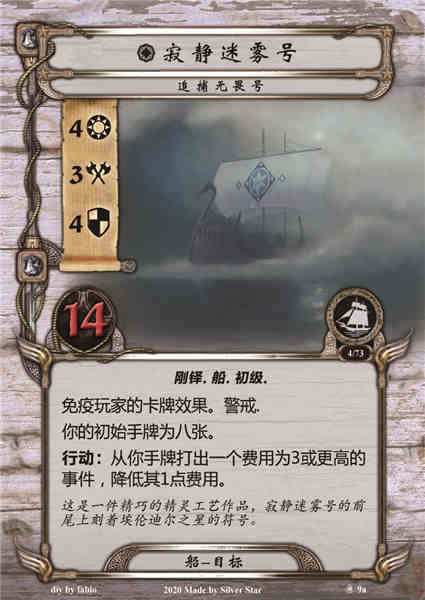 寂静迷雾号
追捕无畏号
4
3
4
14
4/73
刚铎. 船. 初级.
免疫玩家的卡牌效果。警戒.
你的初始手牌为八张。
行动：从你手牌打出一个费用为3或更高的
事件，降低其1点费用。
这是一件精巧的精灵工艺作品，寂静迷雾号的前
尾上刻着埃伦迪尔之星的符号。
船—目标
diy by fabio
2020 Made by Silver Star
9a